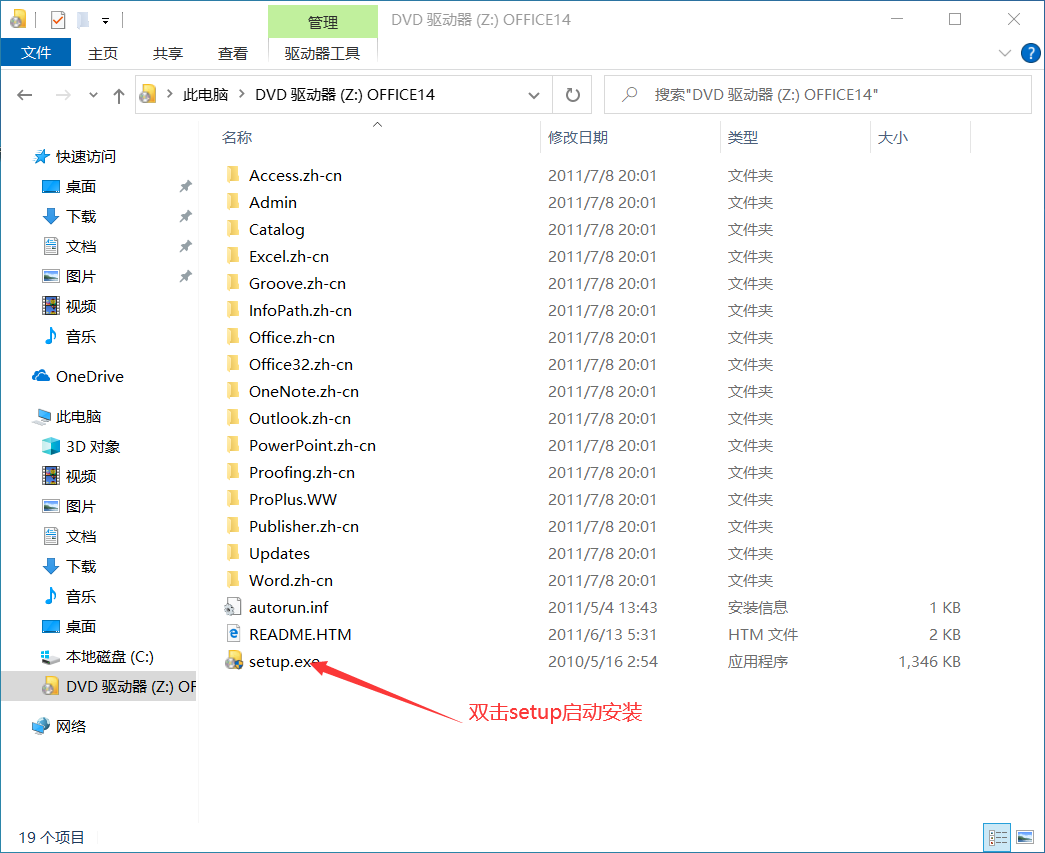 管理
DVD 驱动器 (Z:) OFFICE14
文件 主页 共享 查看 驱动器工具
此电脑 DVD 驱动器 (Z:) OFFICE14
搜索"DVD 驱动器 (Z:) OFFICE14"
快速访问
桌面
下载
文档
图片
视频
音乐
OneDrive
此电脑
3D 对象
视频
图片
文档
下载
音乐
桌面
本地磁盘 (C:)
DVD 驱动器 (Z:) OF
网络
名称 修改日期 类型 大小
Access.zh-cn 2011/7/8 20:01 文件夹
Admin 2011/7/8 20:01 文件夹
Catalog 2011/7/8 20:01 文件夹
Excel.zh-cn 2011/7/8 20:01 文件夹
Groove.zh-cn 2011/7/8 20:01 文件夹
InfoPath.zh-cn 2011/7/8 20:01 文件夹
Office.zh-cn 2011/7/8 20:01 文件夹
Office32.zh-cn 2011/7/8 20:01 文件夹
OneNote.zh-cn 2011/7/8 20:01 文件夹
Outlook.zh-cn 2011/7/8 20:01 文件夹
PowerPoint.zh-cn 2011/7/8 20:01 文件夹
Proofing.zh-cn 2011/7/8 20:01 文件夹
ProPlus.WW 2011/7/8 20:01 文件夹
Publisher.zh-cn 2011/7/8 20:01 文件夹
Updates 2011/7/8 20:01 文件夹
Word.zh-cn 2011/7/8 20:01 文件夹
autorun.inf 2011/5/4 13:43 安装信息 1 KB
README.HTM 2011/6/13 5:31 HTM 文件 2 KB
setup.exe 2010/5/16 2:54 应用程序 1,346 KB
双击setup启动安装
19 个项目